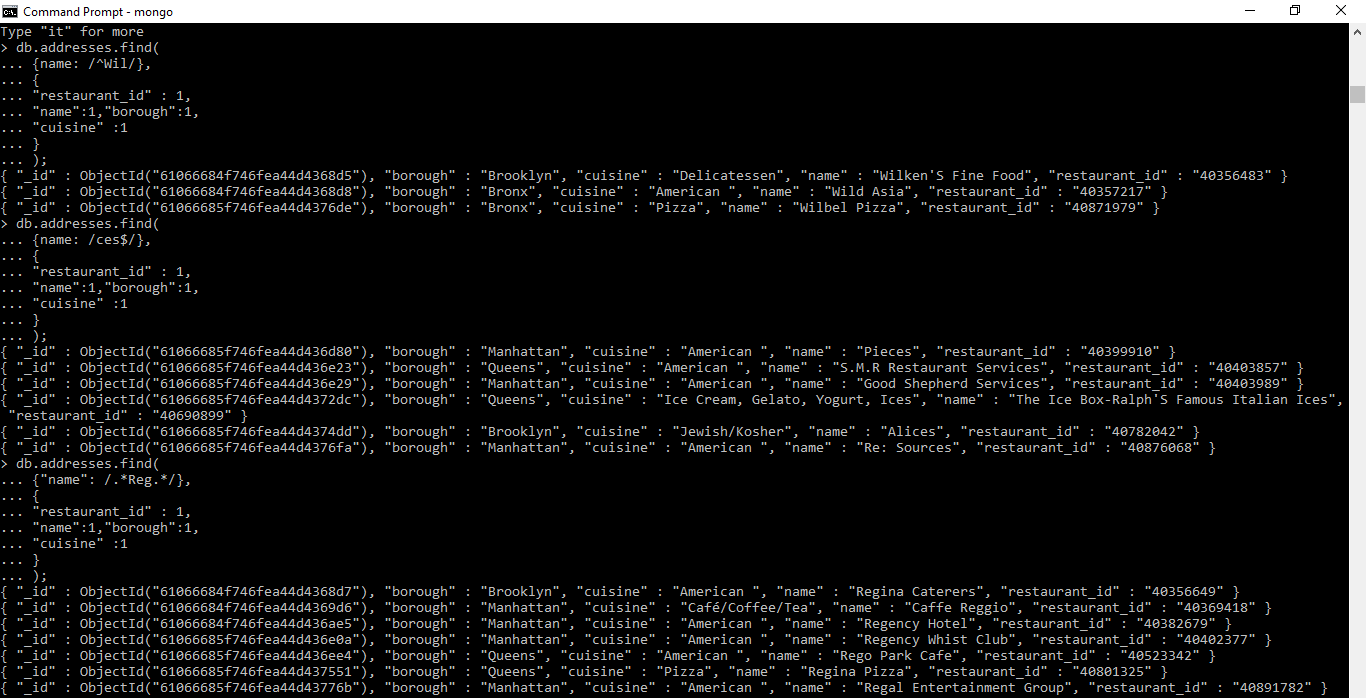 Command Prompt - mongo
Type "it" for more
> db.addresses.find(
... {name: /^Wil/},
... {
... "restaurant_id" : 1,
... "name":1,"borough":1,
... "cuisine" :1
... }
... );
{ "_id" : ObjectId("61066684f746fea44d4368d5"), "borough" : "Brooklyn", "cuisine" : "Delicatessen", "name" : "Wilken'S Fine Food", "restaurant_id" : "40356483" }
{ "_id" : ObjectId("61066684f746fea44d4368d8"), "borough" : "Bronx", "cuisine" : "American ", "name" : "Wild Asia", "restaurant_id" : "40357217" }
{ "_id" : ObjectId("61066685f746fea44d4376de"), "borough" : "Bronx", "cuisine" : "Pizza", "name" : "Wilbel Pizza", "restaurant_id" : "40871979" }
> db.addresses.find(
... {name: /ces$/},
... {
... "restaurant_id" : 1,
... "name":1,"borough":1,
... "cuisine" :1
... }
... );
{ "_id" : ObjectId("61066685f746fea44d436d80"), "borough" : "Manhattan", "cuisine" : "American ", "name" : "Pieces", "restaurant_id" : "40399910" }
{ "_id" : ObjectId("61066685f746fea44d436e23"), "borough" : "Queens", "cuisine" : "American ", "name" : "S.M.R Restaurant Services", "restaurant_id" : "40403857" }
{ "_id" : ObjectId("61066685f746fea44d436e29"), "borough" : "Manhattan", "cuisine" : "American ", "name" : "Good Shepherd Services", "restaurant_id" : "40403989" }
{ "_id" : ObjectId("61066685f746fea44d4372dc"), "borough" : "Queens", "cuisine" : "Ice Cream, Gelato, Yogurt, Ices", "name" : "The Ice Box-Ralph'S Famous Italian Ices",
 "restaurant_id" : "40690899" }
{ "_id" : ObjectId("61066685f746fea44d4374dd"), "borough" : "Brooklyn", "cuisine" : "Jewish/Kosher", "name" : "Alices", "restaurant_id" : "40782042" }
{ "_id" : ObjectId("61066685f746fea44d4376fa"), "borough" : "Manhattan", "cuisine" : "American ", "name" : "Re: Sources", "restaurant_id" : "40876068" }
> db.addresses.find(
... {"name": /.*Reg.*/},
... {
... "restaurant_id" : 1,
... "name":1,"borough":1,
... "cuisine" :1
... }
... );
{ "_id" : ObjectId("61066684f746fea44d4368d7"), "borough" : "Brooklyn", "cuisine" : "American ", "name" : "Regina Caterers", "restaurant_id" : "40356649" }
{ "_id" : ObjectId("61066684f746fea44d4369d6"), "borough" : "Manhattan", "cuisine" : "Café/Coffee/Tea", "name" : "Caffe Reggio", "restaurant_id" : "40369418" }
{ "_id" : ObjectId("61066684f746fea44d436ae5"), "borough" : "Manhattan", "cuisine" : "American ", "name" : "Regency Hotel", "restaurant_id" : "40382679" }
{ "_id" : ObjectId("61066685f746fea44d436e0a"), "borough" : "Manhattan", "cuisine" : "American ", "name" : "Regency Whist Club", "restaurant_id" : "40402377" }
{ "_id" : ObjectId("61066685f746fea44d436ee4"), "borough" : "Queens", "cuisine" : "American ", "name" : "Rego Park Cafe", "restaurant_id" : "40523342" }
{ "_id" : ObjectId("61066685f746fea44d437551"), "borough" : "Queens", "cuisine" : "Pizza", "name" : "Regina Pizza", "restaurant_id" : "40801325" }
{ "_id" : ObjectId("61066685f746fea44d43776b"), "borough" : "Manhattan", "cuisine" : "American ", "name" : "Regal Entertainment Group", "restaurant_id" : "40891782" }